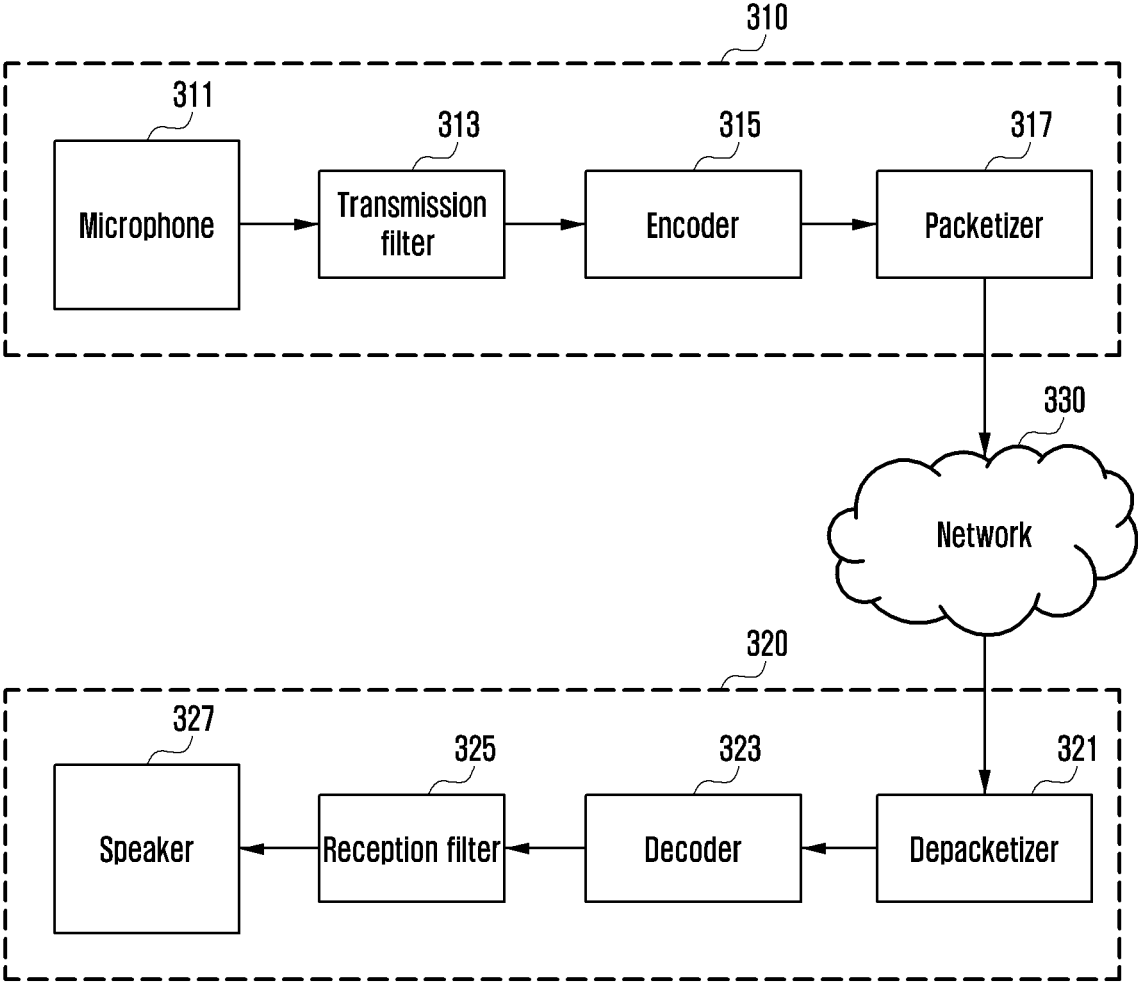 310
311
313
315
317
Microphone
Transmission
filter
Encoder
Packetizer
330
Network
320
327
325
323
321
Speaker
Reception filter
Decoder
Depacketizer